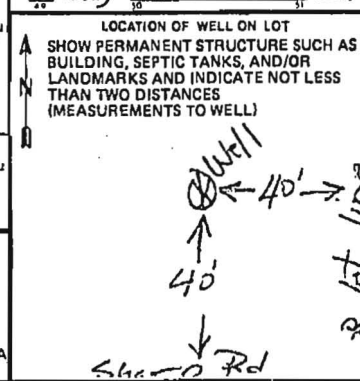 30
31
LOCATION OF WELL ON LOT
SHOW PERMANENT STRUCTURE SUCH AS
BUILDING, SEPTIC TANKS, AND/OR
LANDMARKS AND INDICATE NOT LESS
THAN TWO DISTANCES
(MEASUREMENTS TO WELL)
N
Well
40'
40'
Rd